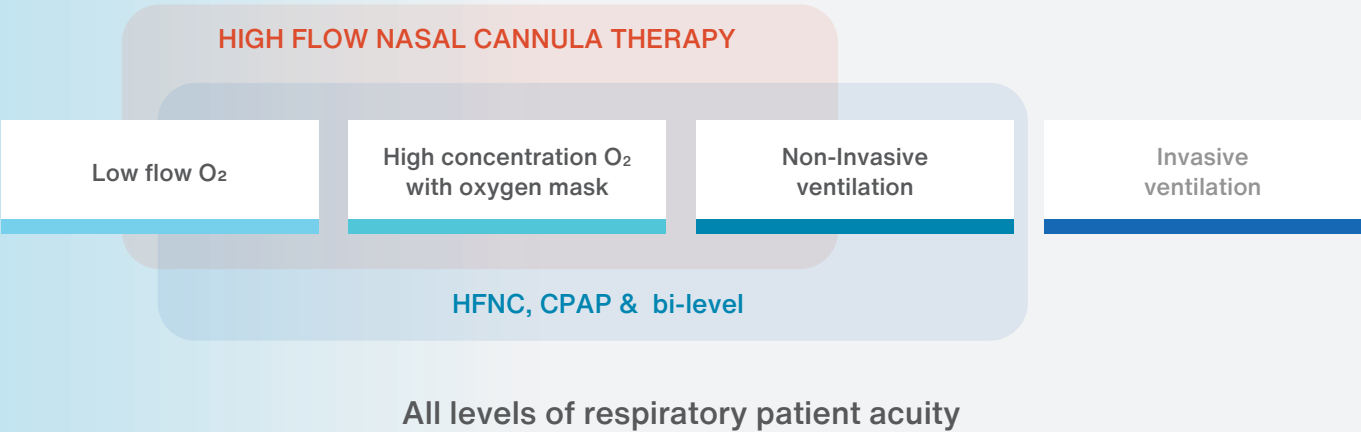 HIGH FLOW NASAL CANNULA THERAPY
Low flow O₂
High concentration O₂
with oxygen mask
Non-Invasive
ventilation
Invasive
ventilation
HFNC, CPAP & bi-level
All levels of respiratory patient acuity